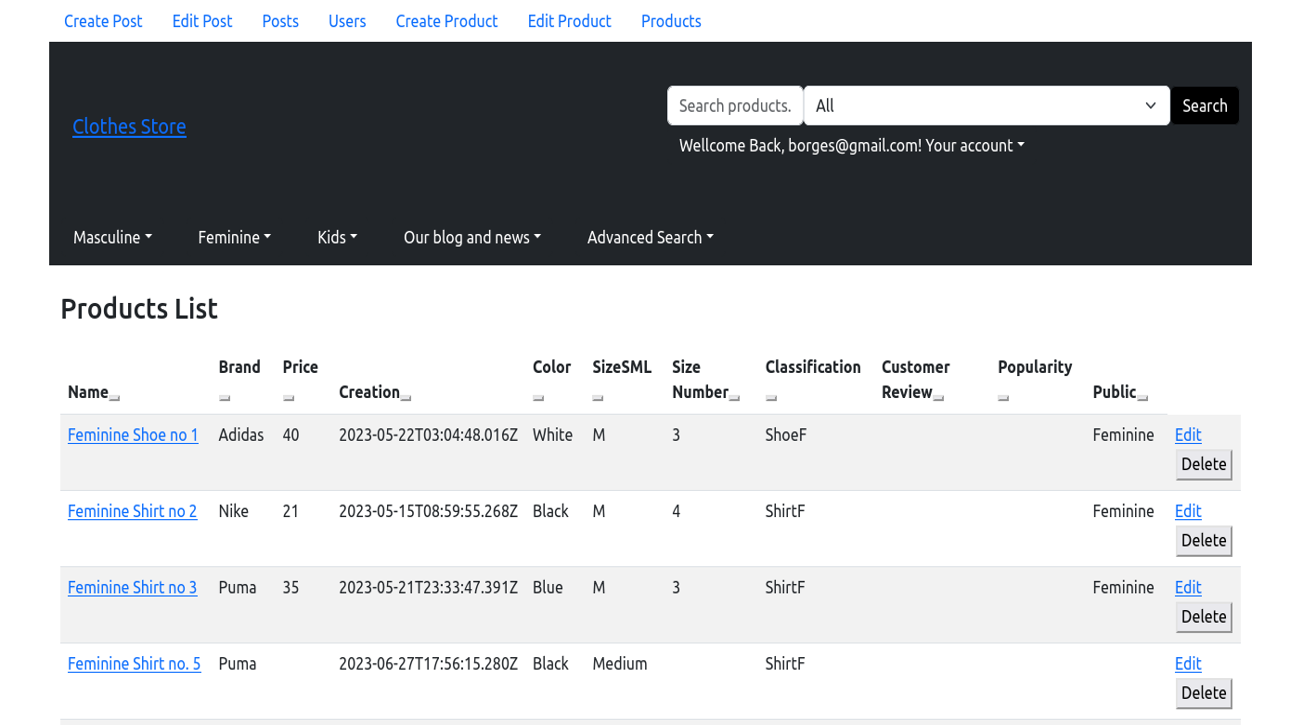 Create Post Edit Post Posts Users Create Product Edit Product Products
Search products. All Search
Clothes Store
Wellcome Back, borges@gmail.com! Your account
Masculine Feminine Kids Our blog and news Advanced Search
Products List
Name Brand Price Creation Color SizeSML Size Number Classification Customer Review Popularity Public
Feminine Shoe no 1 Adidas 40 2023-05-22T03:04:48.016Z White M 3 ShoeF Feminine Edit
Delete
Feminine Shirt no 2 Nike 21 2023-05-15T08:59:55.268Z Black M 4 ShirtF Feminine Edit
Delete
Feminine Shirt no 3 Puma 35 2023-05-21T23:33:47.391Z Blue M 3 ShirtF Feminine Edit
Delete
Feminine Shirt no. 5 Puma 2023-06-27T17:56:15.280Z Black Medium ShirtF Edit
Delete